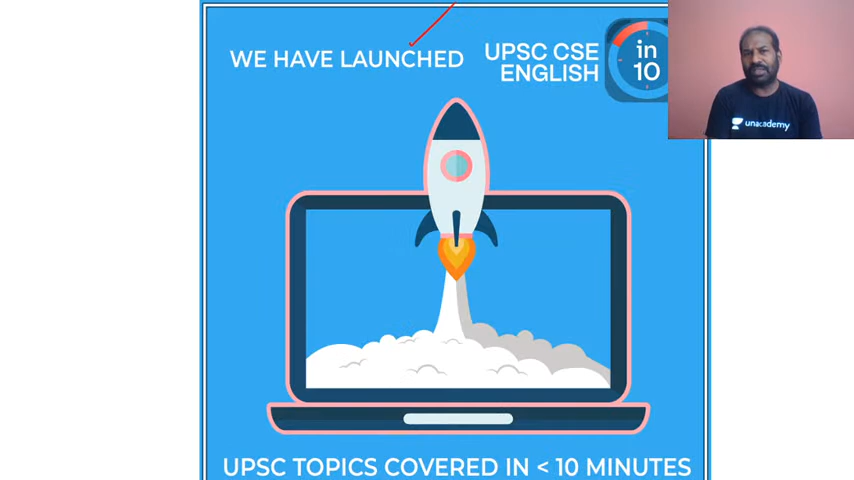 WE HAVE LAUNCHED
UPSC CSE
ENGLISH
in
10
unacademy
UPSC TOPICS COVERED IN < 10 MINUTES